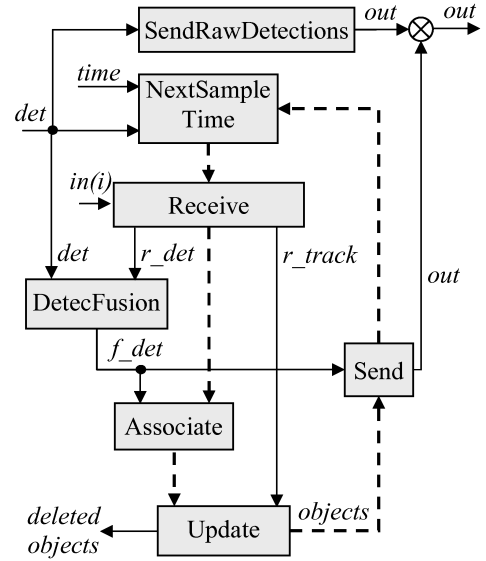 out
out
SendRawDetections
time
NextSample
Time
det
in(i)
Receive
det
r_det
r_track
out
DetecFusion
f_det
Send
Associate
objects
deleted
objects
Update